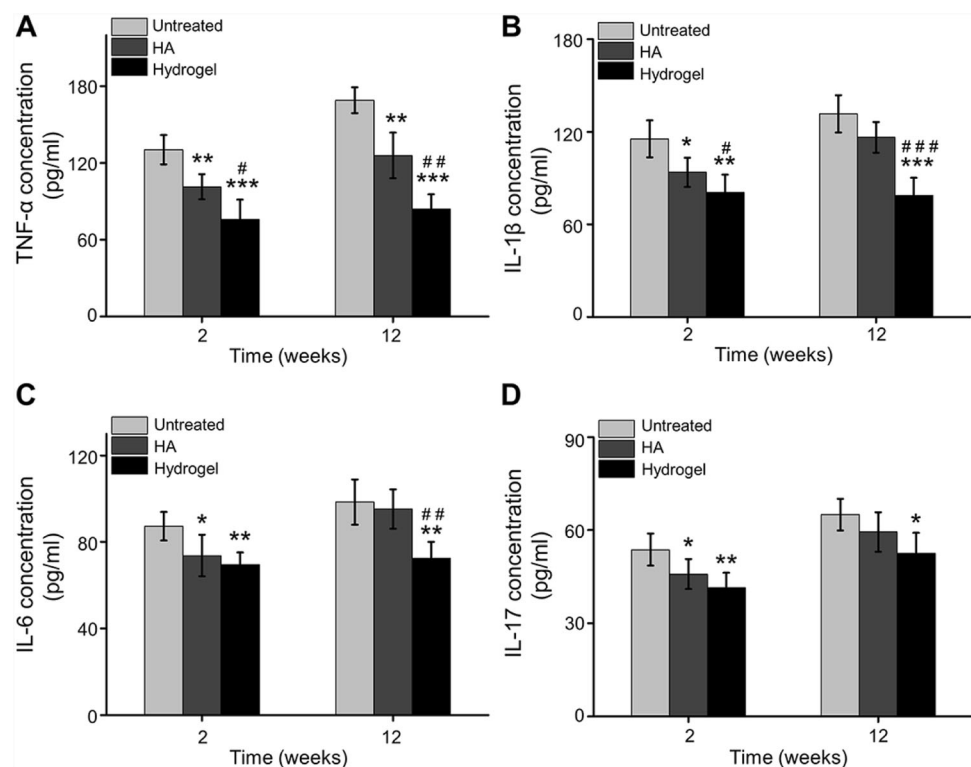 A
Untreated
HA
Hydrogel
TNF-α concentration
(pg/ml)
180
120
60
0
**
#
***
**
##
***
2
12
Time (weeks)
B
Untreated
HA
Hydrogel
IL-1β concentration
(pg/ml)
180
120
60
0
*
#
**
###
***
2
12
Time (weeks)
C
Untreated
HA
Hydrogel
IL-6 concentration
(pg/ml)
120
80
40
0
*
**
##
**
2
12
Time (weeks)
D
Untreated
HA
Hydrogel
IL-17 concentration
(pg/ml)
90
60
30
0
*
**
*
2
12
Time (weeks)